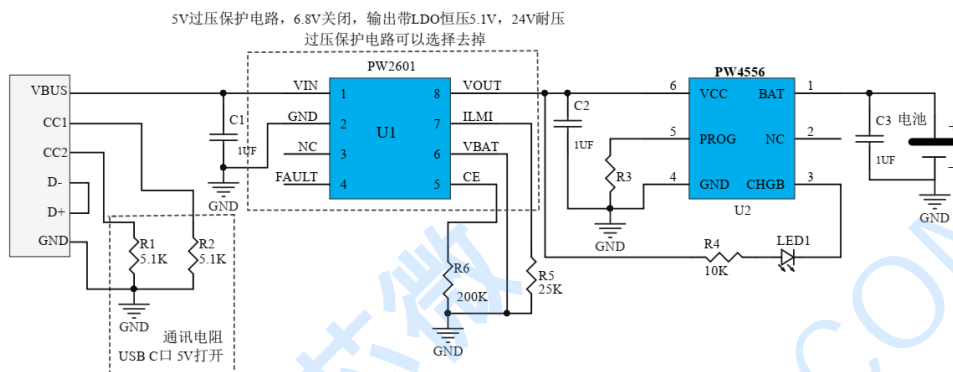 5V过压保护电路，6.8V关闭，输出带LDO恒压5.1V，24V耐压
过压保护电路可以选择去掉
PW2601
PW4556
VBUS
CC1
CC2
D-
D+
GND
VIN
GND
NC
FAULT
1
2
3
4
U1
8
7
6
5
VOUT
ILMI
VBAT
CE
C1
1UF
GND
C2
1UF
R3
GND
6
5
4
VCC
PROG
GND
BAT
NC
CHGB
1
2
3
U2
C3
1UF
电池
GND
R4
10K
LED1
R1
5.1K
R2
5.1K
GND
通讯电阻
USB C口 5V打开
R6
200K
R5
25K
GND
芯微
.COM